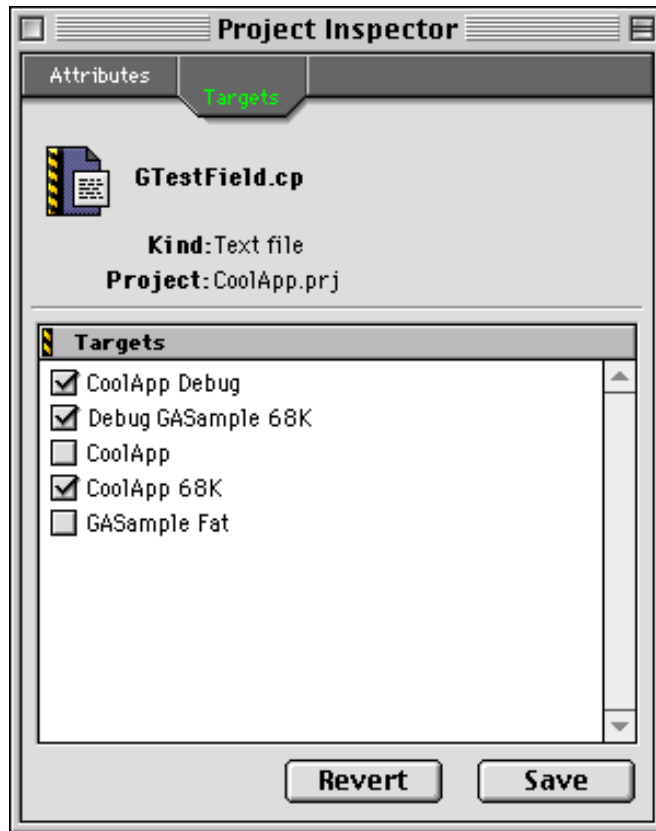 Project Inspector
Attributes
Targets
GTestField.cp
Kind:Text file
Project:CoolApp.prj
Targets
CoolApp Debug
Debug GASample 68K
CoolApp
CoolApp 68K
GASample Fat
Revert Save